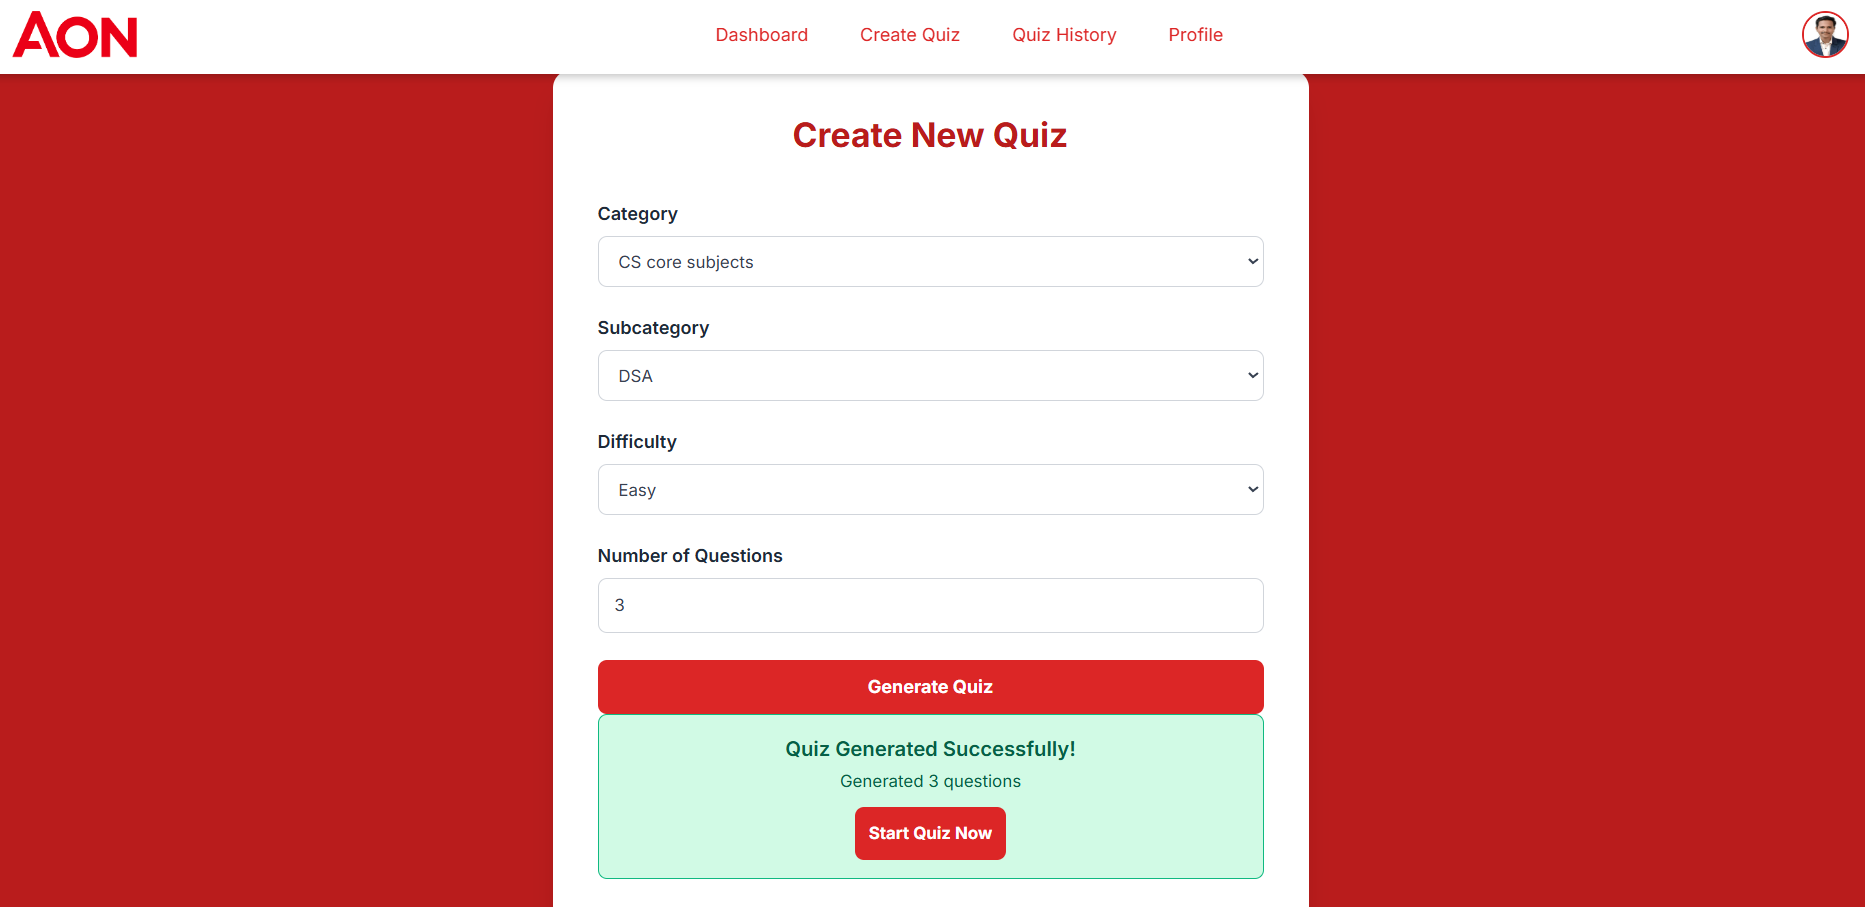 AON
Dashboard Create Quiz Quiz History Profile
Create New Quiz
Category
CS core subjects
Subcategory
DSA
Difficulty
Easy
Number of Questions
3
Generate Quiz
Quiz Generated Successfully!
Generated 3 questions
Start Quiz Now